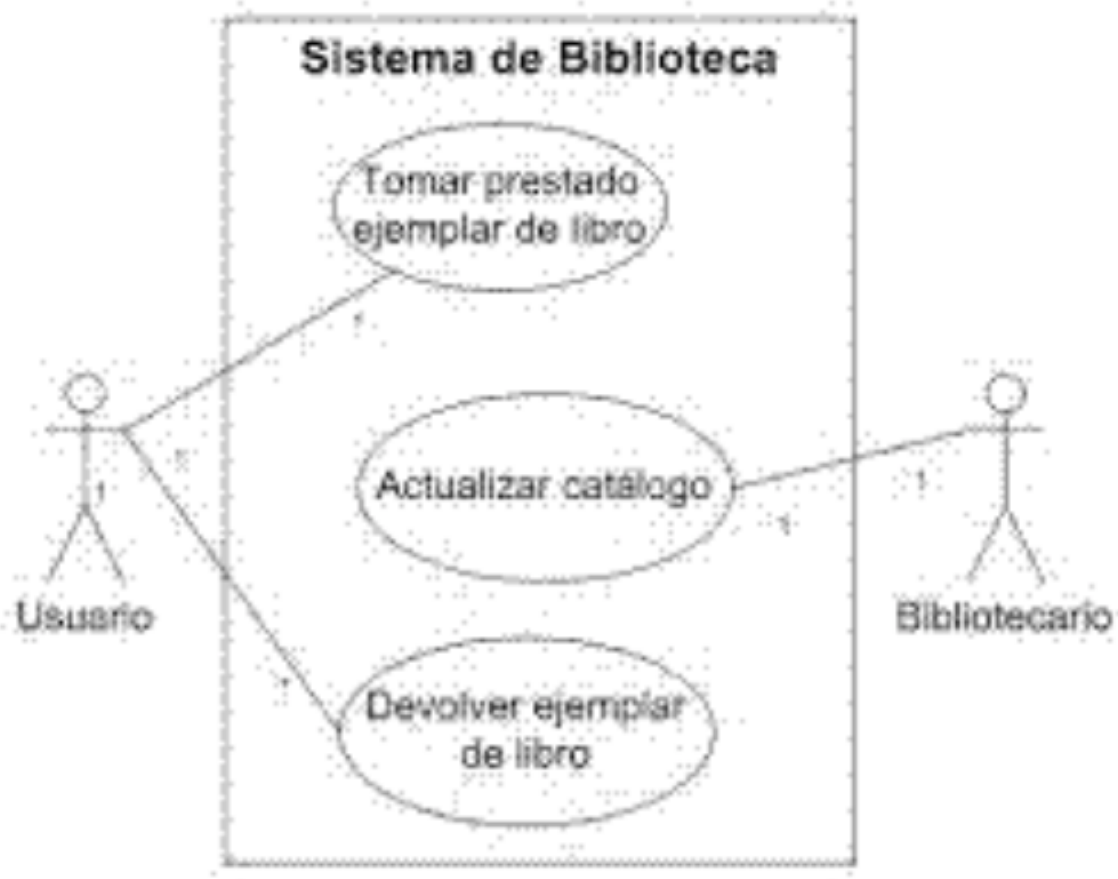 Sistema de Biblioteca
Tomar prestado
ejemplar de libro
Actualizar catálogo
1
1
Usuario
Bibliotecario
Devolver ejemplar
de libro